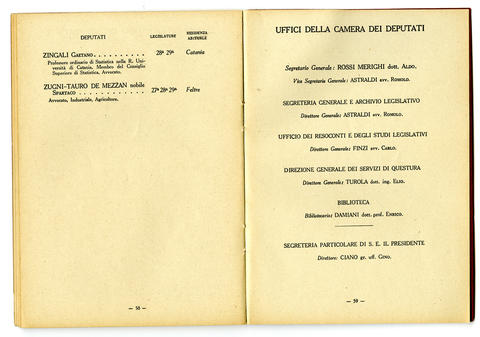 DEPUTATI LEGISLATURE RESIDENZA ABITUALE
ZINGALI Gaetano . . . . . . . . . . 28ª 29ª Catania
Professore ordinario di Statistica nella R. Uni-
versità di Catania, Membro del Consiglio
Superiore di Statistica, Avvocato.
ZUGNI-TAURO DE MEZZAN nobile
Spartaco . . . . . . . . . . . . 27ª 28ª 29ª Feltre
Avvocato, Industriale, Agricoltore.
— 58 —
UFFICI DELLA CAMERA DEI DEPUTATI
Segretario Generale: ROSSI MERIGHI dott. Aldo.
Vice Segretario Generale: ASTRALDI avv. Romolo.
SEGRETERIA GENERALE E ARCHIVIO LEGISLATIVO
Direttore Generale: ASTRALDI avv. Romolo.
UFFICIO DEI RESOCONTI E DEGLI STUDI LEGISLATIVI
Direttore Generale: FINZI avv. Carlo.
DIREZIONE GENERALE DEI SERVIZI DI QUESTURA
Direttore Generale: TUROLA dott. ing. Elio.
BIBLIOTECA
Bibliotecario: DAMIANI dott. prof. Enrico.
SEGRETERIA PARTICOLARE DI S. E. IL PRESIDENTE
Direttore: CIANO gr. uff. Gino.
— 59 —